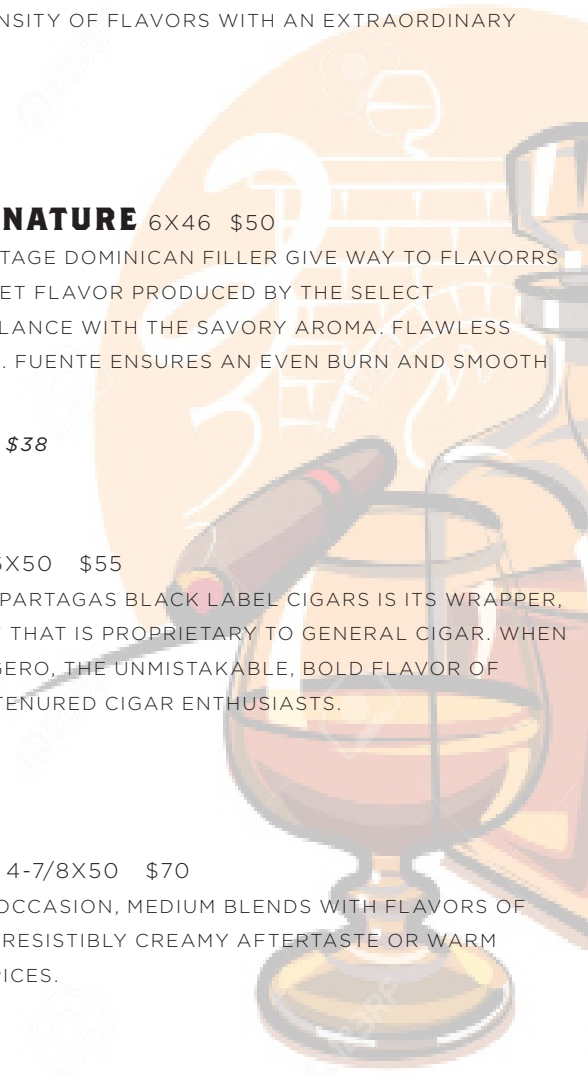 NSITY OF FLAVORS WITH AN EXTRAORDINARY
NATURE 6X46 $50
TAGE DOMINICAN FILLER GIVE WAY TO FLAVORRS
ET FLAVOR PRODUCED BY THE SELECT
LANCE WITH THE SAVORY AROMA. FLAWLESS
. FUENTE ENSURES AN EVEN BURN AND SMOOTH
$38
6X50 $55
PARTAGAS BLACK LABEL CIGARS IS ITS WRAPPER,
THAT IS PROPRIETARY TO GENERAL CIGAR. WHEN
GERO, THE UNMISTAKABLE, BOLD FLAVOR OF
TENURED CIGAR ENTHUSIASTS.
4-7/8X50 $70
OCCASION, MEDIUM BLENDS WITH FLAVORS OF
RRESISTIBLY CREAMY AFTERTASTE OR WARM
ICES.